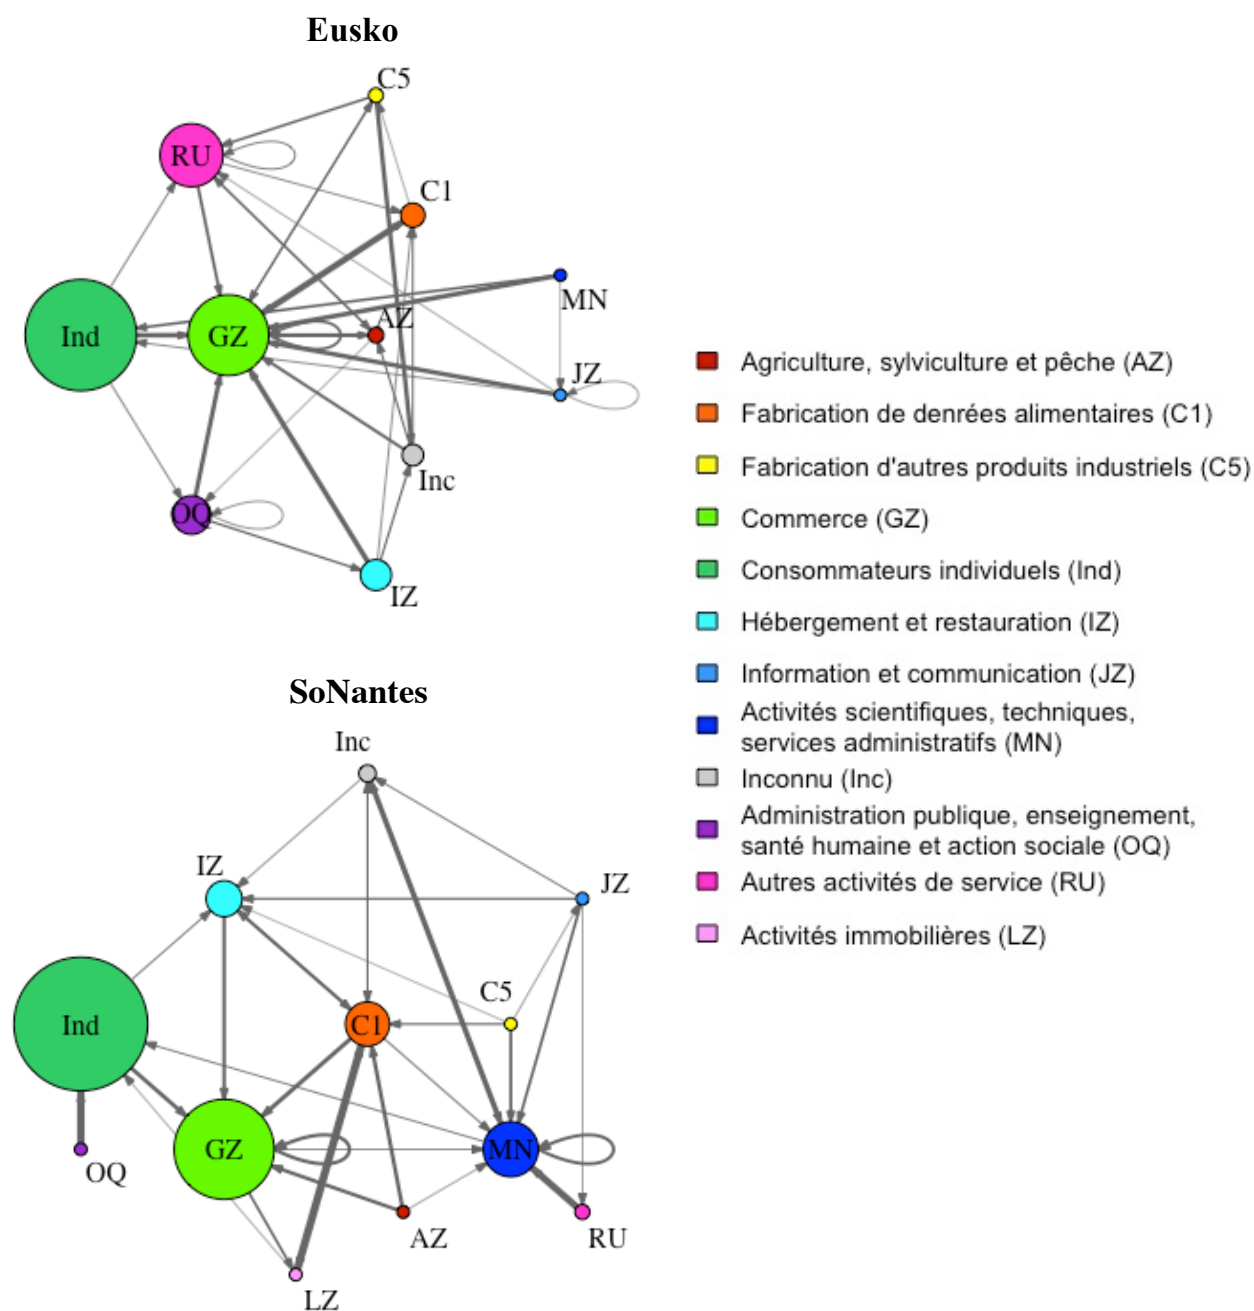 Eusko
C5
RU
C1
MN
Ind
GZ
AZ
JZ
Inc
OQ
IZ
SoNantes
Inc
IZ
JZ
C5
Ind
C1
GZ
MN
OQ
AZ
RU
LZ
Agriculture, sylviculture et pêche (AZ)
Fabrication de denrées alimentaires (C1)
Fabrication d'autres produits industriels (C5)
Commerce (GZ)
Consommateurs individuels (Ind)
Hébergement et restauration (IZ)
Information et communication (JZ)
Activités scientifiques, techniques,
services administratifs (MN)
Inconnu (Inc)
Administration publique, enseignement,
santé humaine et action sociale (OQ)
Autres activités de service (RU)
Activités immobilières (LZ)